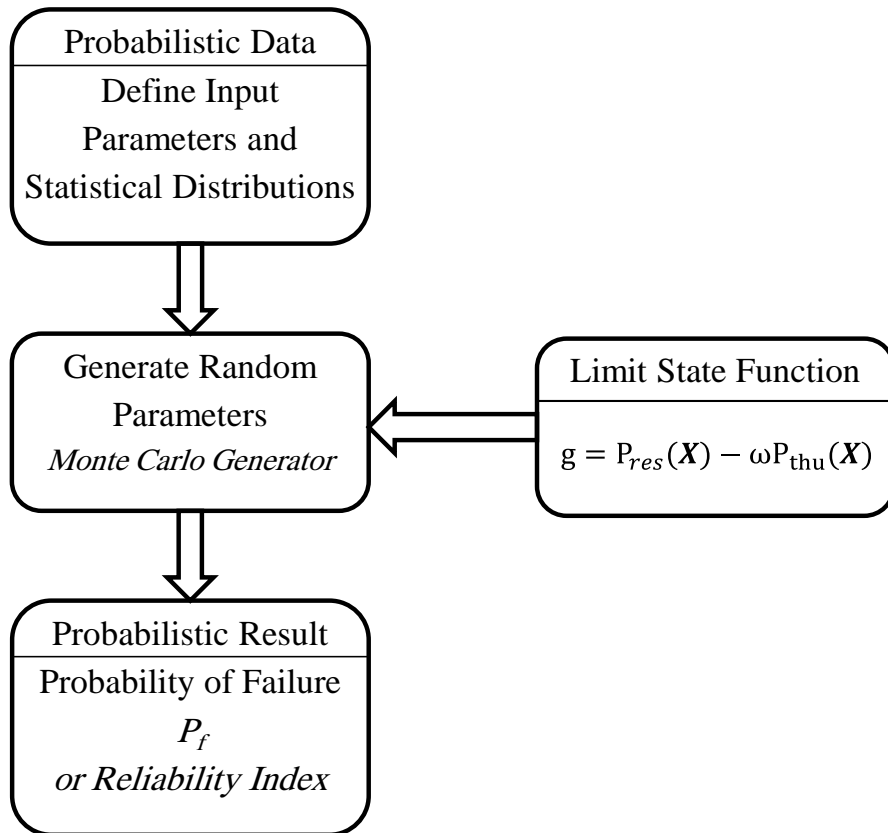 Probabilistic Data
Define Input
Parameters and
Statistical Distributions
Generate Random
Parameters
Monte Carlo Generator
Limit State Function
g = P_res(X) − ωP_thu(X)
Probabilistic Result
Probability of Failure
P_f
or Reliability Index